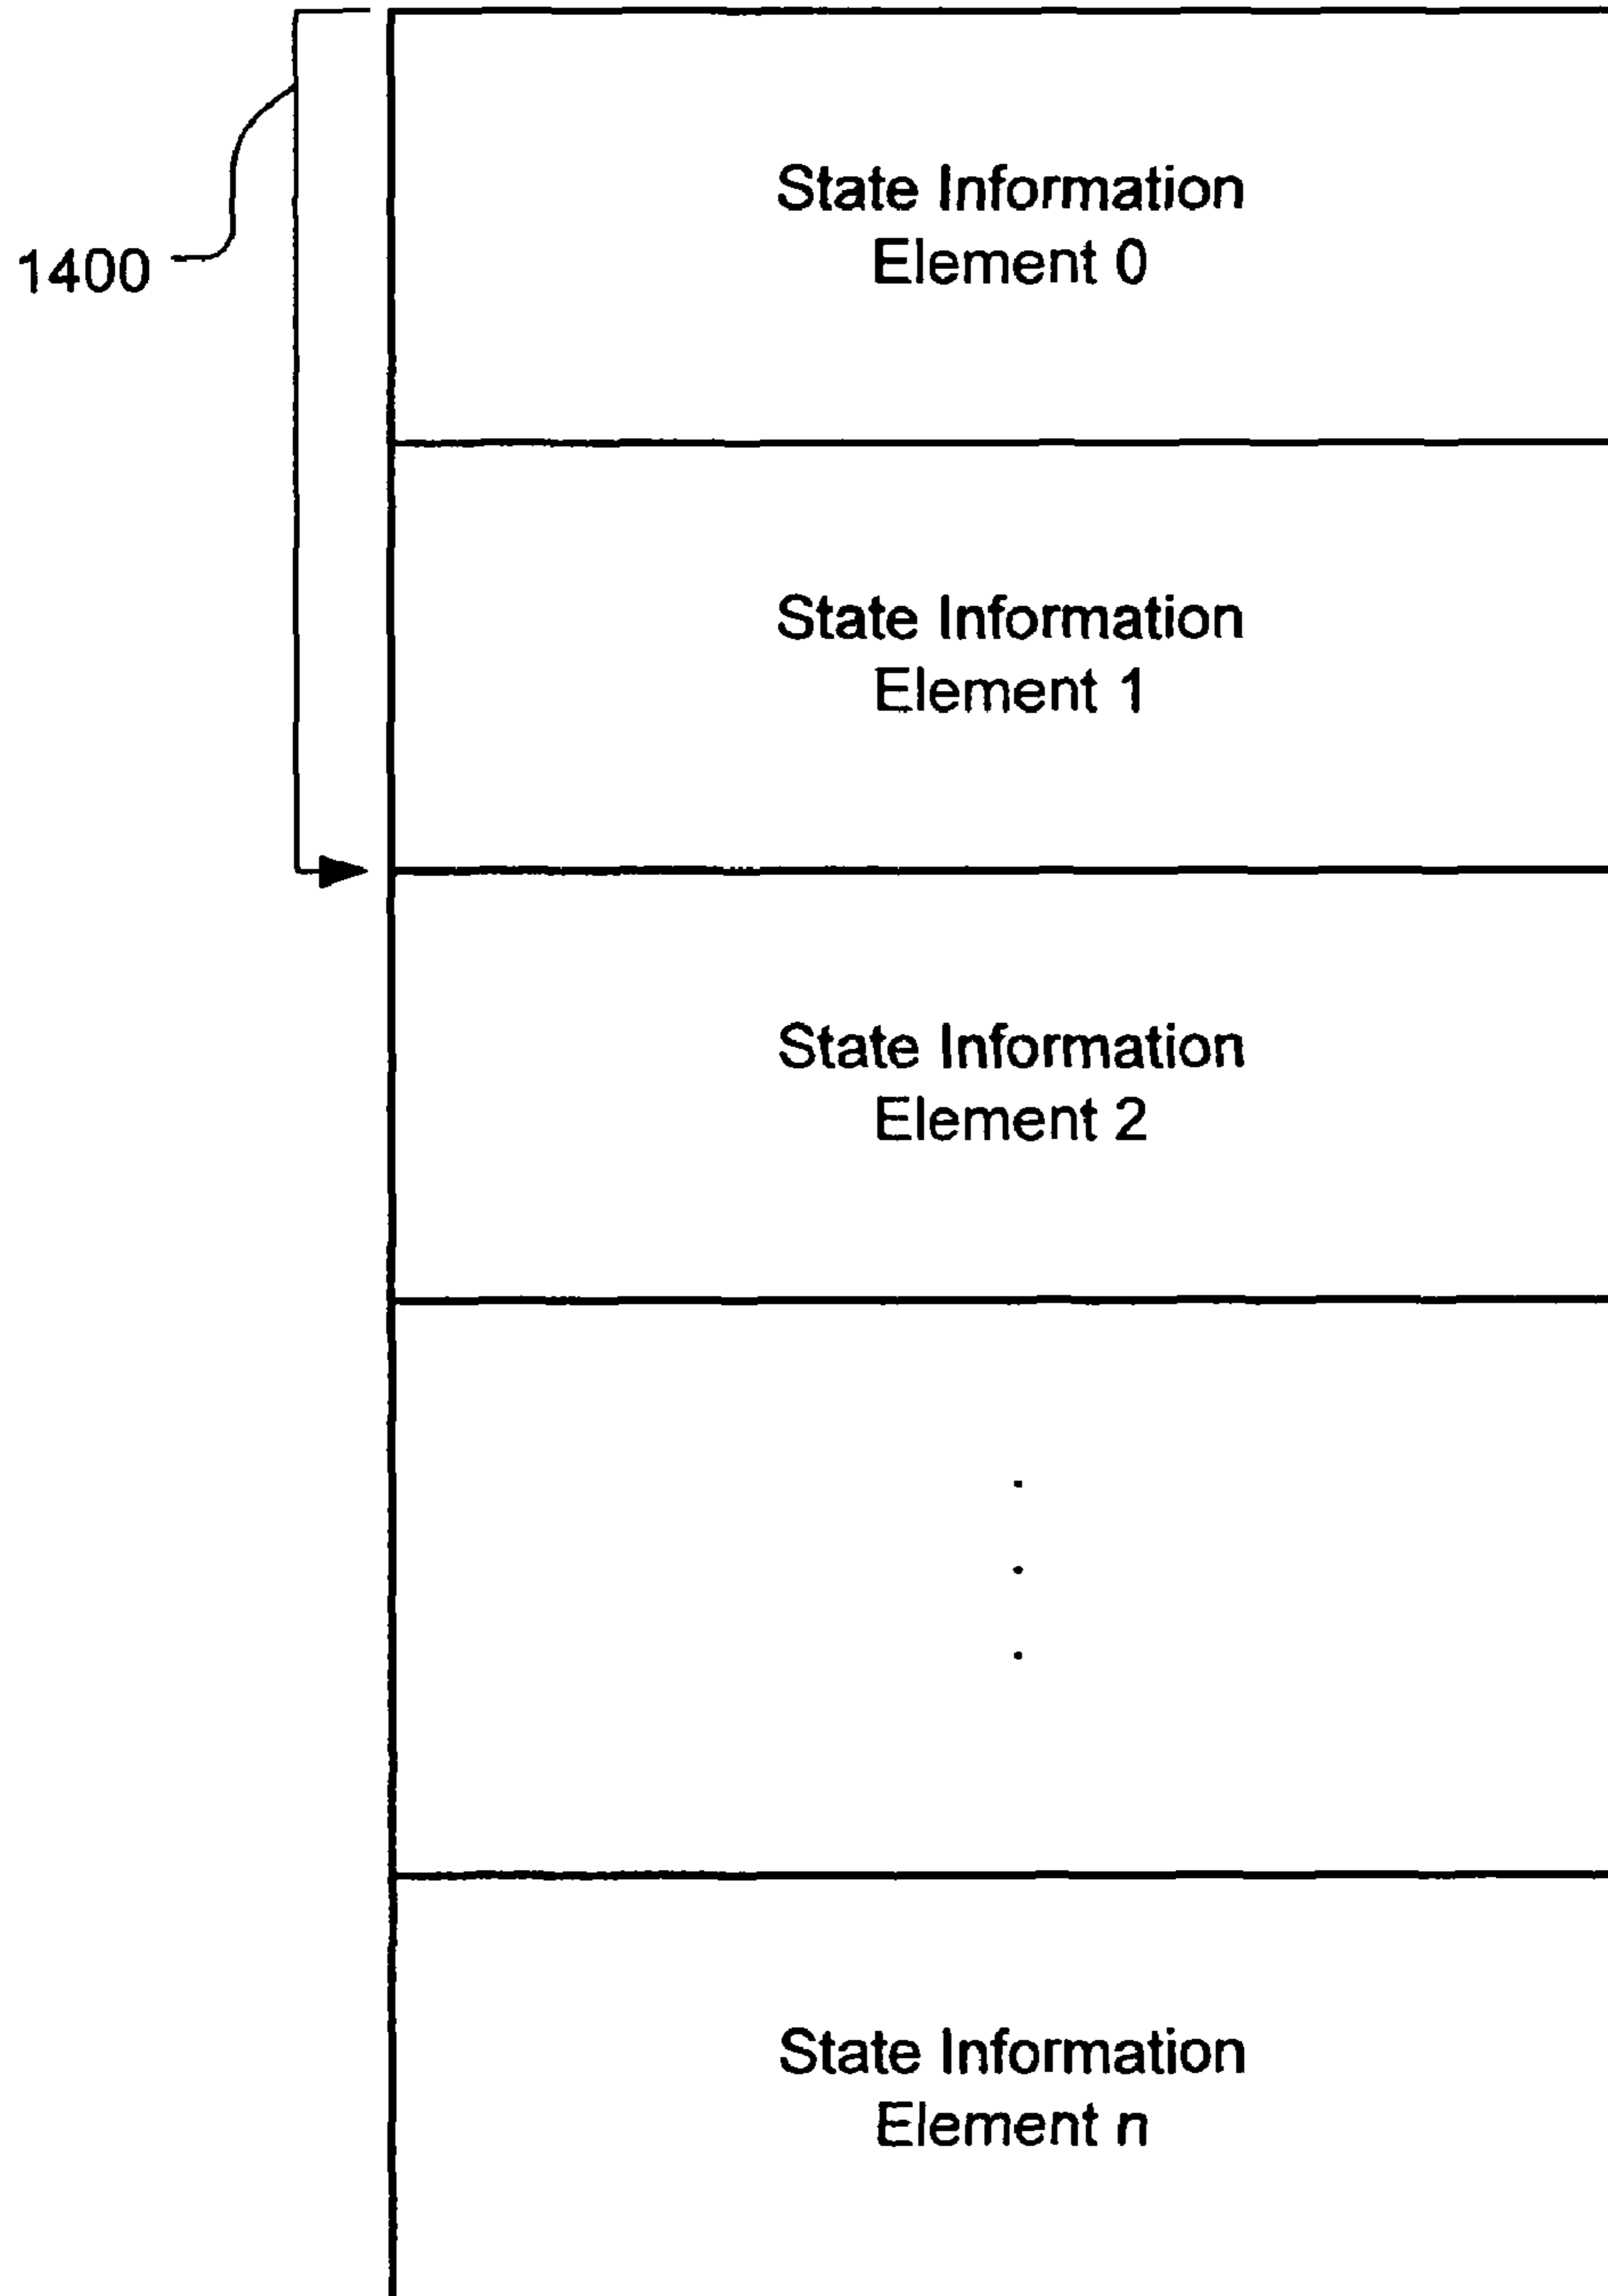 State Information
Element 0
1400
State Information
Element 1
State Information
Element 2
.
.
.
State Information
Element n